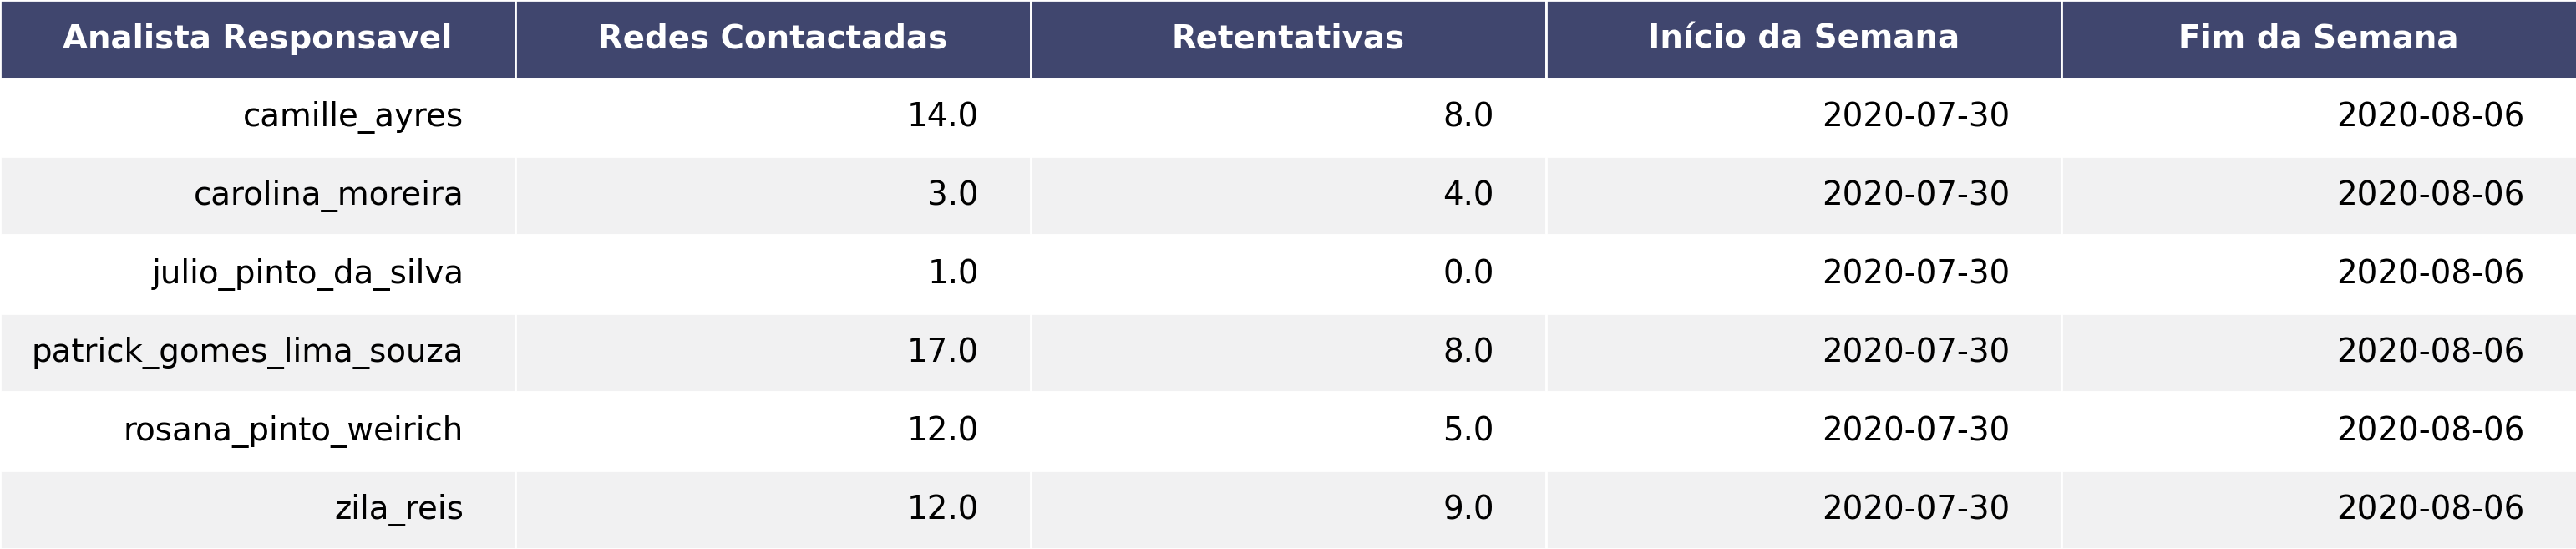 Analista Responsavel Redes Contactadas Retentativas Início da Semana Fim da Semana
camille_ayres 14.0 8.0 2020-07-30 2020-08-06
carolina_moreira 3.0 4.0 2020-07-30 2020-08-06
julio_pinto_da_silva 1.0 0.0 2020-07-30 2020-08-06
patrick_gomes_lima_souza 17.0 8.0 2020-07-30 2020-08-06
rosana_pinto_weirich 12.0 5.0 2020-07-30 2020-08-06
zila_reis 12.0 9.0 2020-07-30 2020-08-06